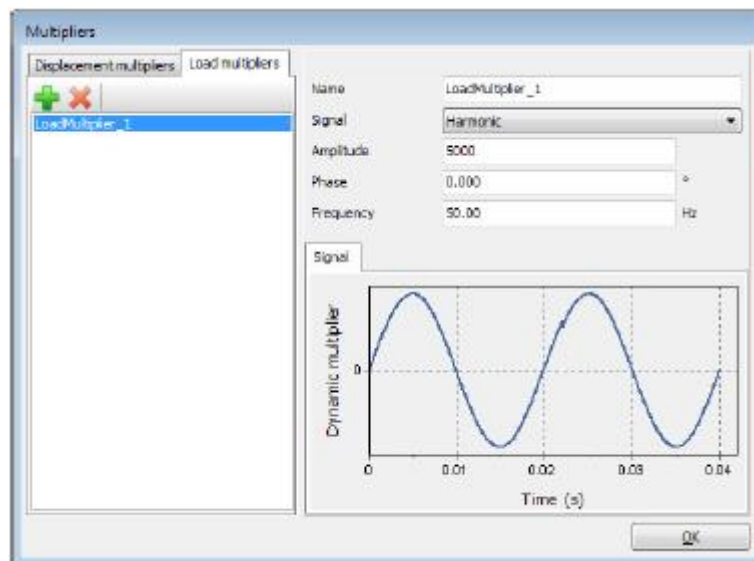 Multipliers
Displacement multipliers Load multipliers
LoadMultiplier_1
Name LoadMultiplier_1
Signal Harmonic
Amplitude 5000
Phase 0.000 °
Frequency 50.00 Hz
Signal
Dynamic multiplier
0
0 0.01 0.02 0.03 0.04
Time (s)
OK